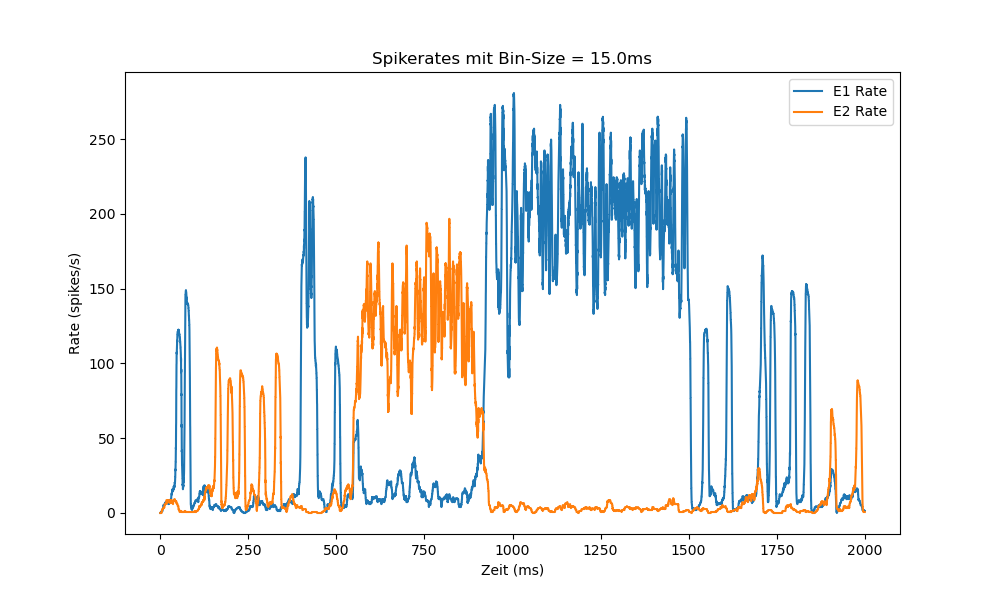 Spikerates mit Bin-Size = 15.0ms
E1 Rate
E2 Rate
Rate (spikes/s)
250
200
150
100
50
0
0 250 500 750 1000 1250 1500 1750 2000
Zeit (ms)